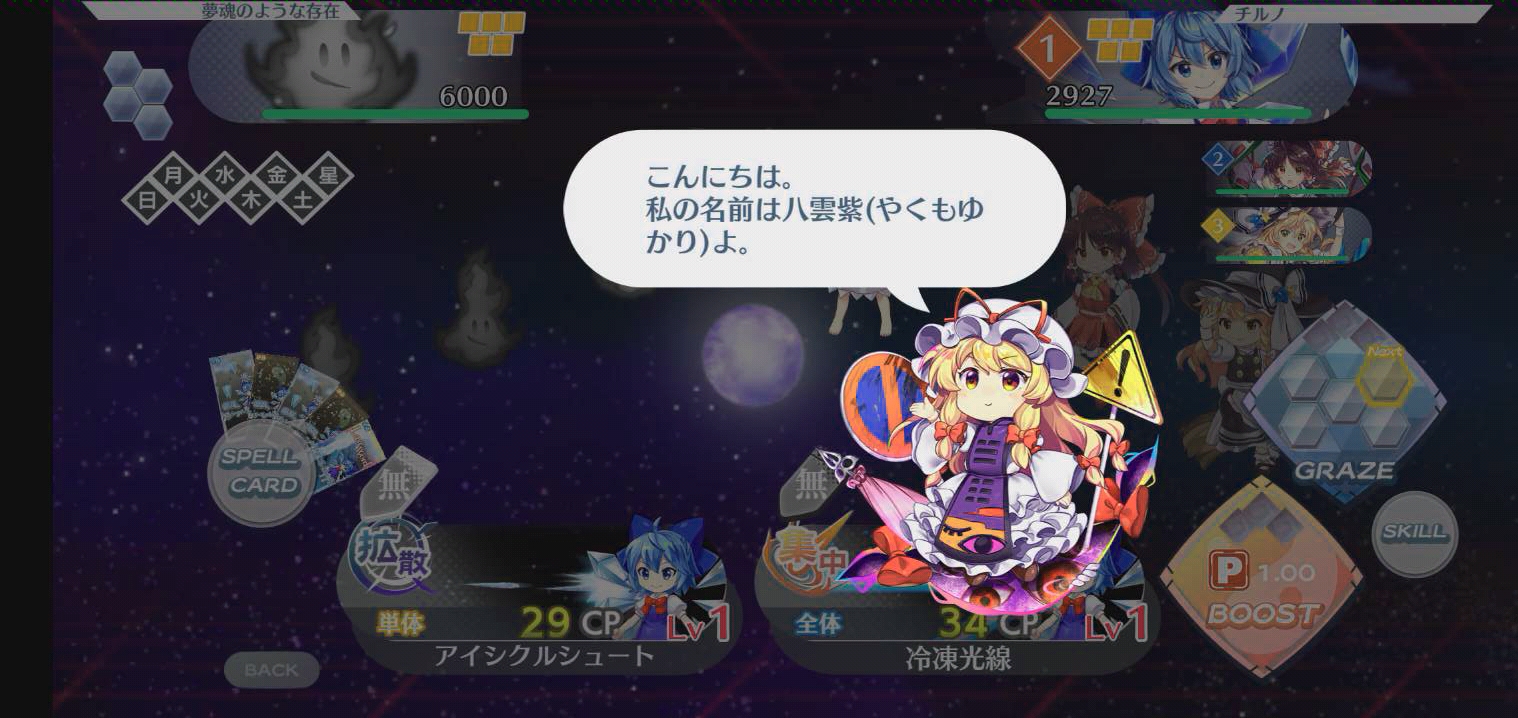 夢魂のような存在
チルノ
6000
1
2927
2
3
月 水 金 星
日 火 木 土
こんにちは。
私の名前は八雲紫(やくもゆ
かり)よ。
Next
GRAZE
SPELL
CARD
無
無
拡散
集中
SKILL
P 1.00
BOOST
単体 29 CP Lv1
アイシクルシュート
全体 34 CP Lv1
冷凍光線
BACK